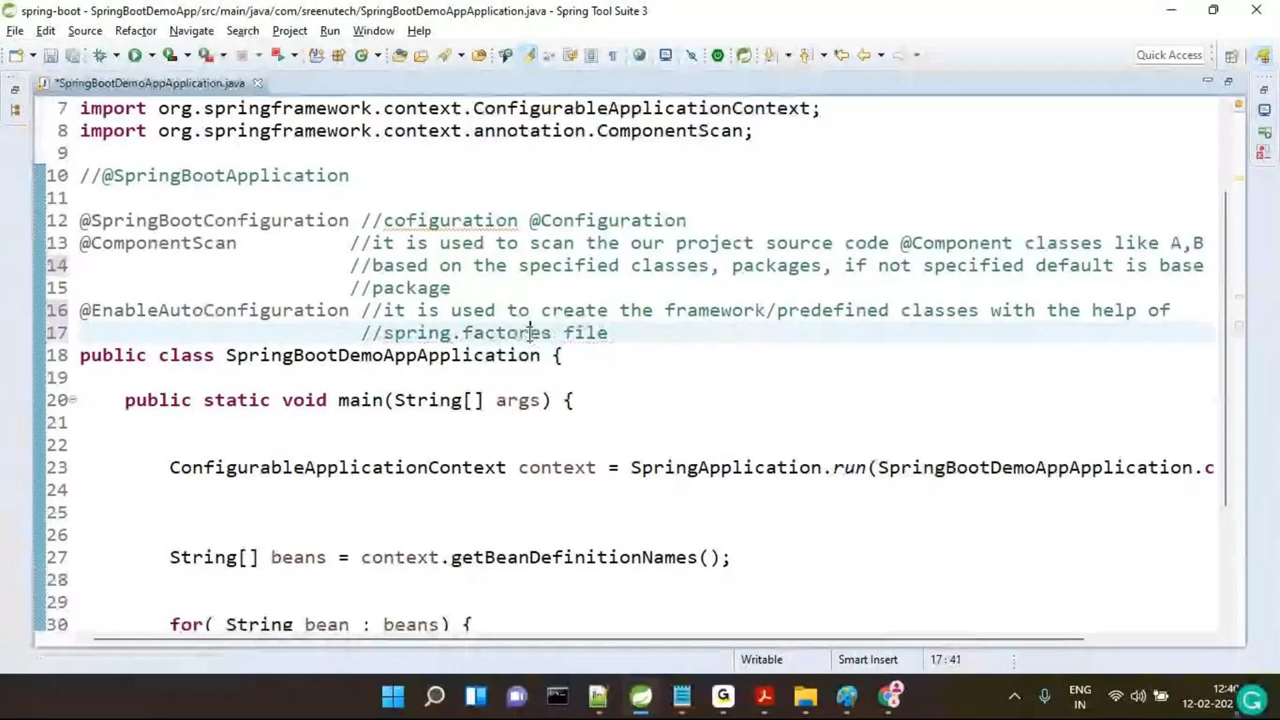 spring-boot - SpringBootDemoApp/src/main/java/com/sreenutech/SpringBootDemoAppApplication.java - Spring Tool Suite 3
File Edit Source Refactor Navigate Search Project Run Window Help
Quick Access
*SpringBootDemoAppApplication.java
7 import org.springframework.context.ConfigurableApplicationContext;
8 import org.springframework.context.annotation.ComponentScan;
9
10 //@SpringBootApplication
11
12 @SpringBootConfiguration //cofiguration @Configuration
13 @ComponentScan //it is used to scan the our project source code @Component classes like A,B
14 //based on the specified classes, packages, if not specified default is base
15 //package
16 @EnableAutoConfiguration //it is used to create the framework/predefined classes with the help of
17 //spring.factores file
18 public class SpringBootDemoAppApplication {
19
20 public static void main(String[] args) {
21
22
23 ConfigurableApplicationContext context = SpringApplication.run(SpringBootDemoAppApplication.c
24
25
26
27 String[] beans = context.getBeanDefinitionNames();
28
29
30 for( String bean : beans) {
Writable Smart Insert 17:41
ENG
IN
12:40
12-02-202